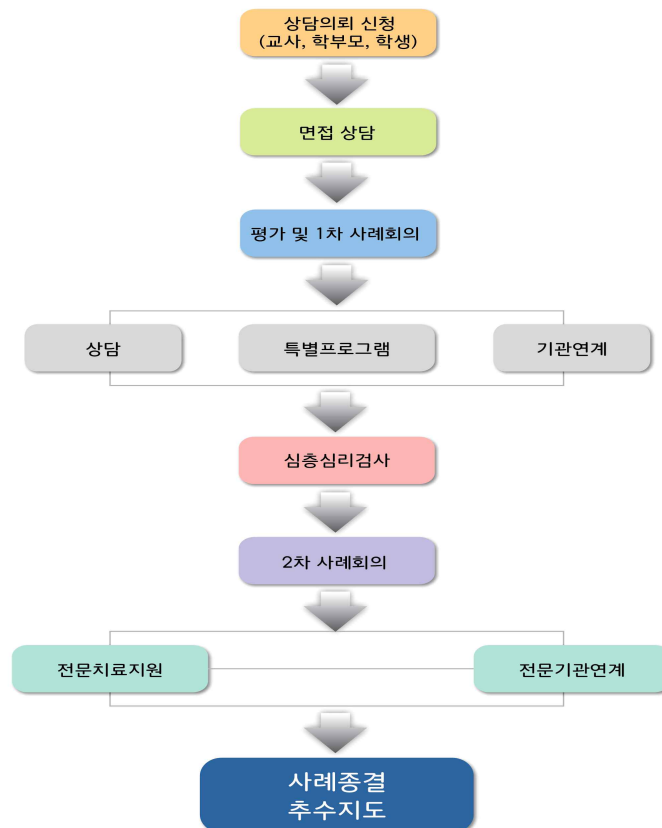 상담의뢰 신청
(교사, 학부모, 학생)
면접 상담
평가 및 1차 사례회의
상담
특별프로그램
기관연계
심층심리검사
2차 사례회의
전문치료지원
전문기관연계
사례종결
추수지도